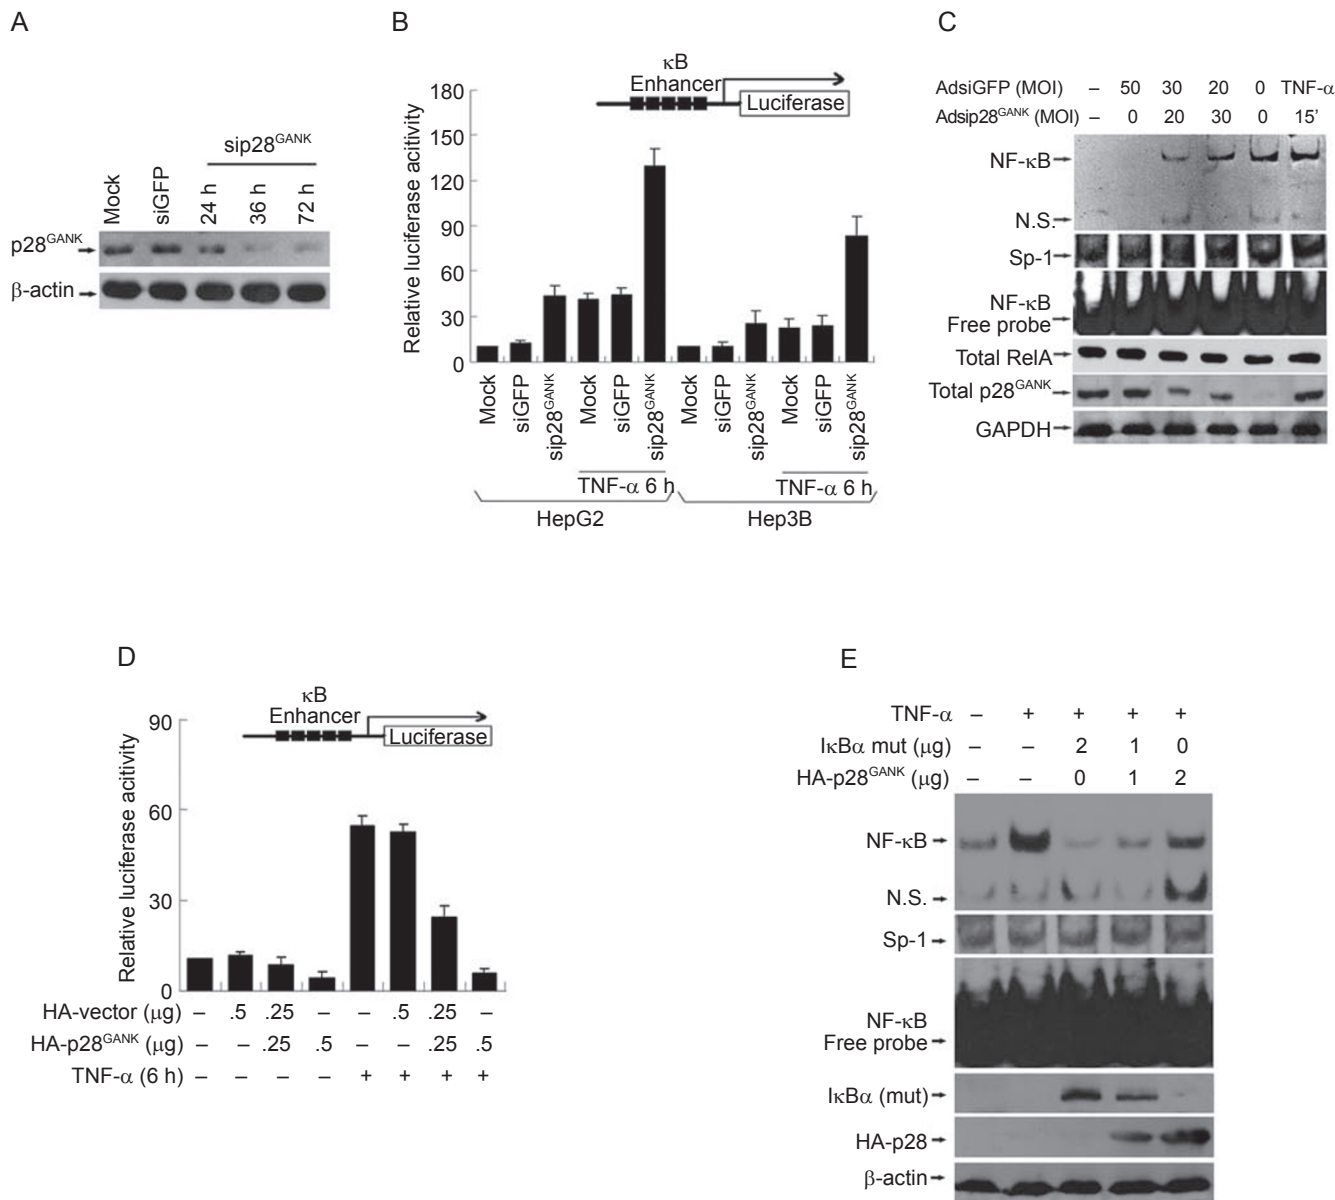 A
sip28GANK
Mock
siGFP
24 h
36 h
72 h
p28GANK
β-actin
B
κB
Enhancer
Luciferase
Relative luciferase acitivity
180
150
120
90
60
30
0
Mock
siGFP
sip28GANK
Mock
siGFP
sip28GANK
Mock
siGFP
sip28GANK
Mock
siGFP
sip28GANK
TNF-α 6 h
TNF-α 6 h
HepG2
Hep3B
C
AdsiGFP (MOI) – 50 30 20 0 TNF-α
Adsip28GANK (MOI) – 0 20 30 0 15'
NF-κB
N.S.
Sp-1
NF-κB
Free probe
Total RelA
Total p28GANK
GAPDH
D
κB
Enhancer
Luciferase
Relative luciferase acitivity
90
60
30
0
HA-vector (μg) – .5 .25 – – .5 .25 –
HA-p28GANK (μg) – – .25 .5 – – .25 .5
TNF-α (6 h) – – – – + + + +
E
TNF-α – + + + +
IκBα mut (μg) – – 2 1 0
HA-p28GANK (μg) – – 0 1 2
NF-κB
N.S.
Sp-1
NF-κB
Free probe
IκBα (mut)
HA-p28
β-actin